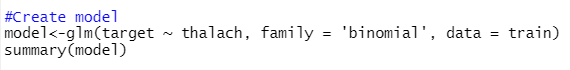 #Create model
model<-glm(target ~ thalach, family = 'binomial', data = train)
summary(model)